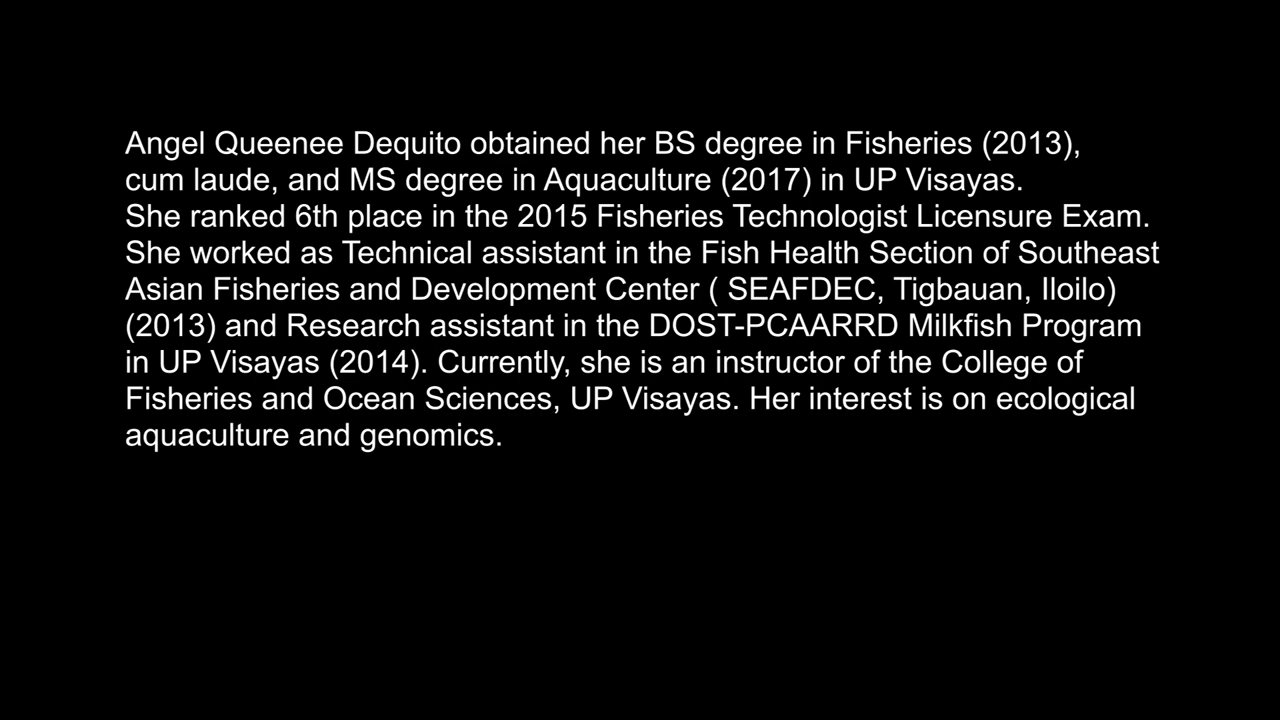 Angel Queenee Dequito obtained her BS degree in Fisheries (2013),
cum laude, and MS degree in Aquaculture (2017) in UP Visayas.
She ranked 6th place in the 2015 Fisheries Technologist Licensure Exam.
She worked as Technical assistant in the Fish Health Section of Southeast
Asian Fisheries and Development Center ( SEAFDEC, Tigbauan, Iloilo)
(2013) and Research assistant in the DOST-PCAARRD Milkfish Program
in UP Visayas (2014). Currently, she is an instructor of the College of
Fisheries and Ocean Sciences, UP Visayas. Her interest is on ecological
aquaculture and genomics.